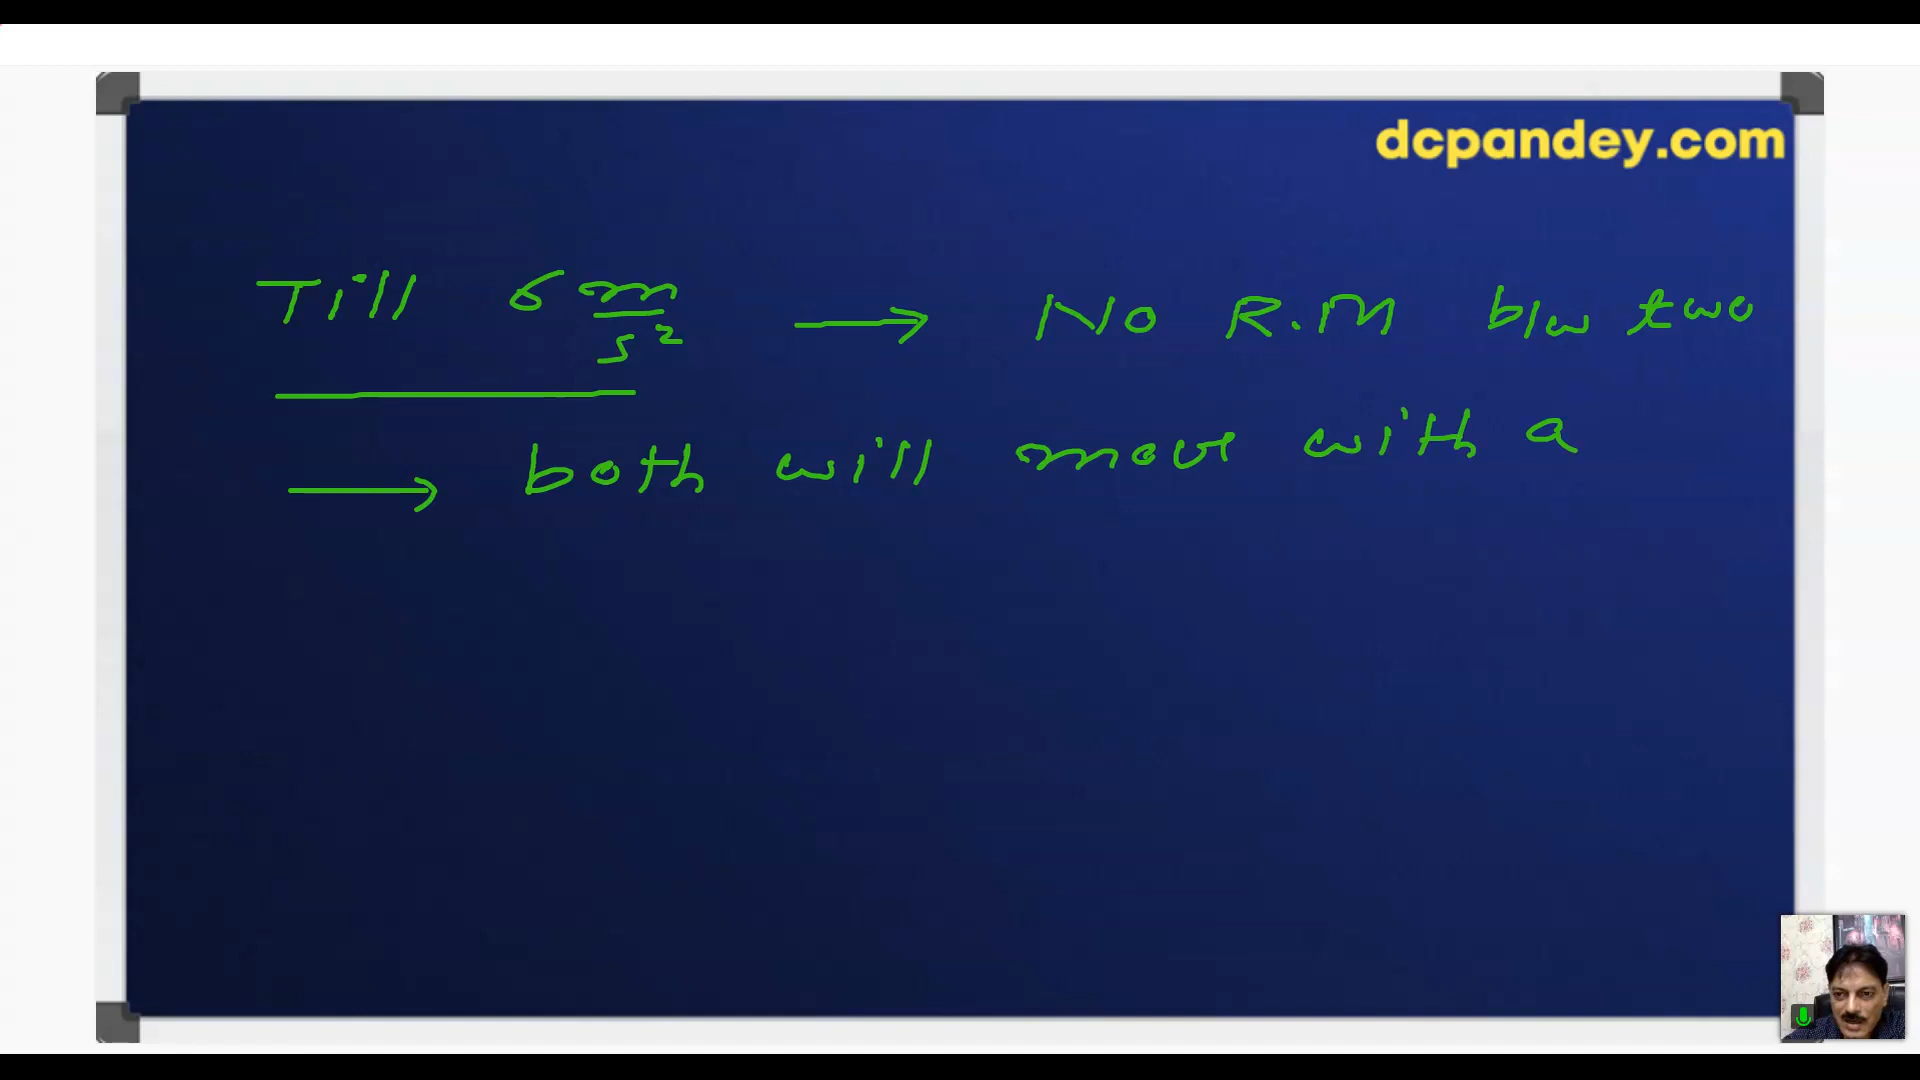 dcpandey.com
Till 6 m/s² → No R.M b/w two
→ both will move with a